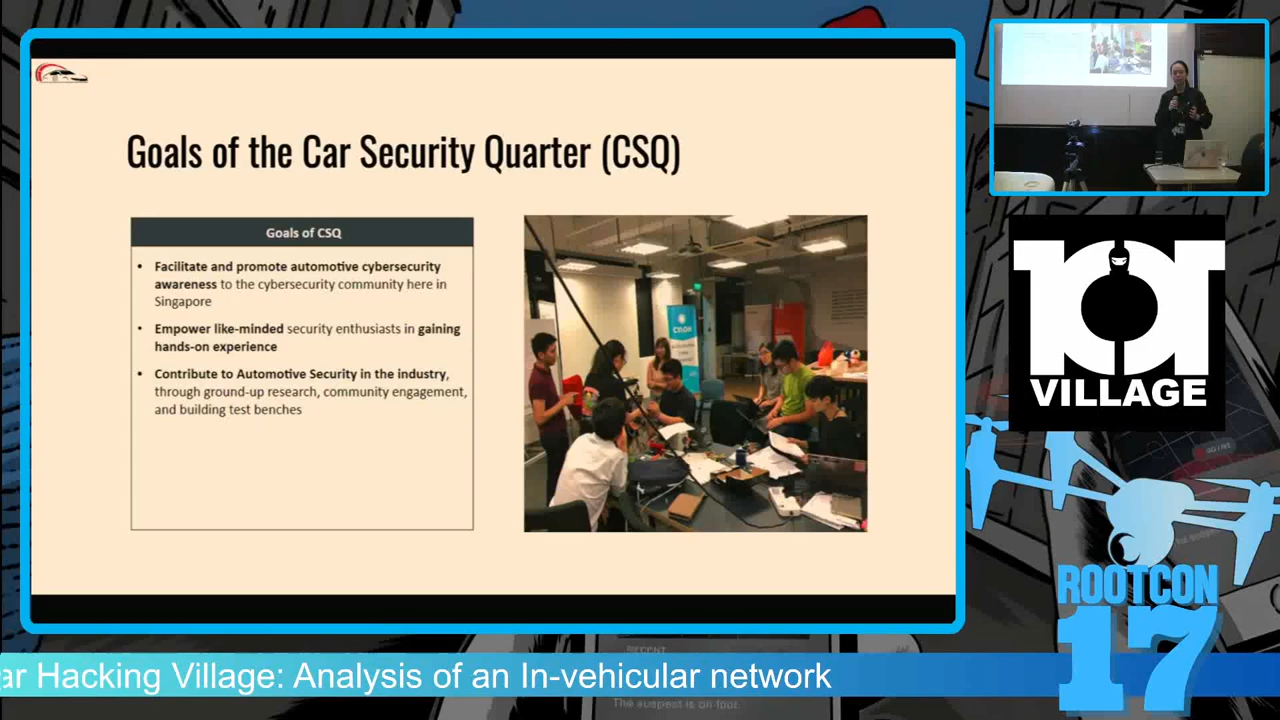 Goals of the Car Security Quarter (CSQ)
Goals of CSQ
• Facilitate and promote automotive cybersecurity
awareness to the cybersecurity community here in
Singapore
• Empower like-minded security enthusiasts in gaining
hands-on experience
• Contribute to Automotive Security in the industry,
through ground-up research, community engagement,
and building test benches
IOT
VILLAGE
ROOTCON
17
ar Hacking Village: Analysis of an In-vehicular network
RECENT
The suspect is on foot.